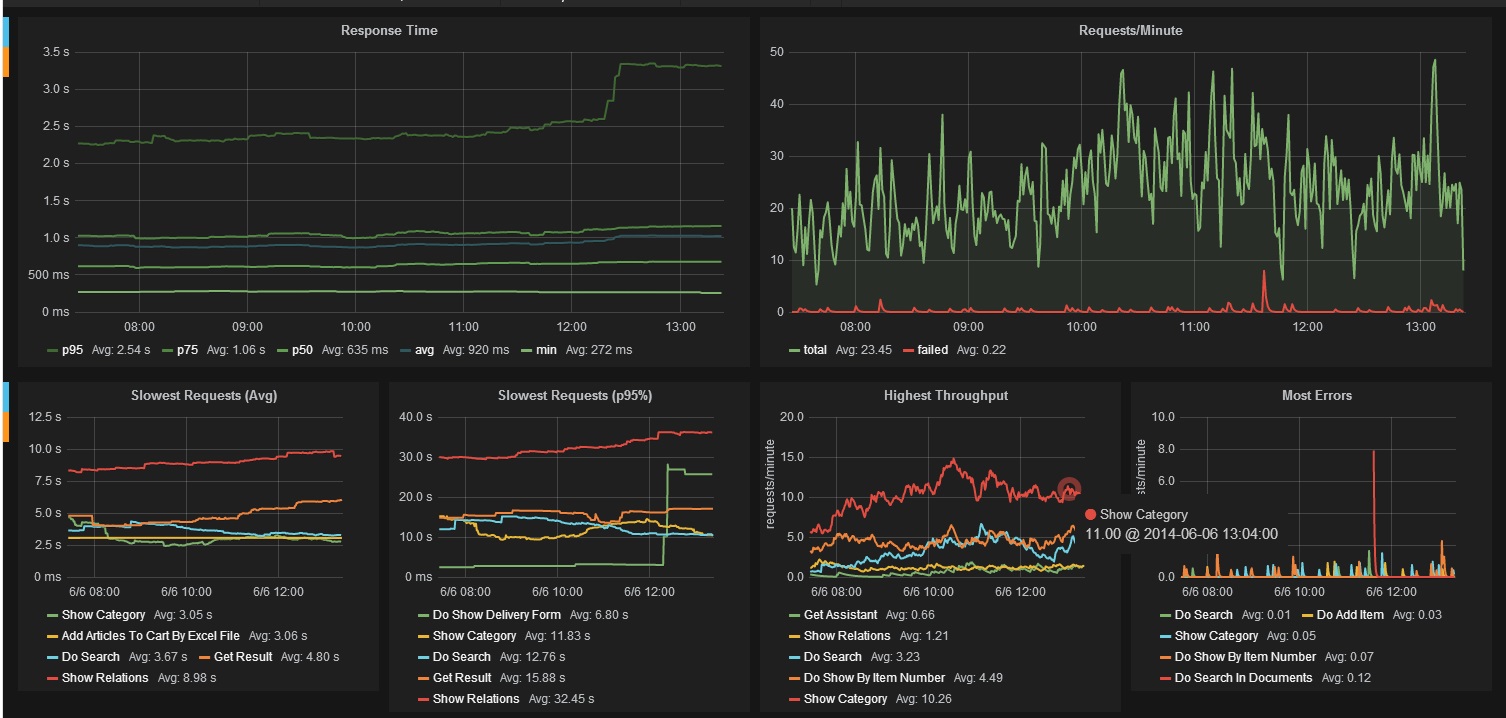 Response Time
3.5 s
3.0 s
2.5 s
2.0 s
1.5 s
1.0 s
500 ms
0 ms
08:00 09:00 10:00 11:00 12:00 13:00
p95 Avg: 2.54 s p75 Avg: 1.06 s p50 Avg: 635 ms avg Avg: 920 ms min Avg: 272 ms
Requests/Minute
50
40
30
20
10
0
08:00 09:00 10:00 11:00 12:00 13:00
total Avg: 23.45 failed Avg: 0.22
Slowest Requests (Avg)
12.5 s
10.0 s
7.5 s
5.0 s
2.5 s
0 ms
6/6 08:00 6/6 10:00 6/6 12:00
Show Category Avg: 3.05 s
Add Articles To Cart By Excel File Avg: 3.06 s
Do Search Avg: 3.67 s Get Result Avg: 4.80 s
Show Relations Avg: 8.98 s
Slowest Requests (p95%)
40.0 s
30.0 s
20.0 s
10.0 s
0 ms
6/6 08:00 6/6 10:00 6/6 12:00
Do Show Delivery Form Avg: 6.80 s
Show Category Avg: 11.83 s
Do Search Avg: 12.76 s
Get Result Avg: 15.88 s
Show Relations Avg: 32.45 s
Highest Throughput
requests/minute
20.0
15.0
10.0
5.0
0.0
6/6 08:00 6/6 10:00 6/6 12:00
Show Category
11.00 @ 2014-06-06 13:04:00
Get Assistant Avg: 0.66
Show Relations Avg: 1.21
Do Search Avg: 3.23
Do Show By Item Number Avg: 4.49
Show Category Avg: 10.26
Most Errors
10.0
8.0
6.0
0.0
6/6 08:00 6/6 10:00 6/6 12:00
Do Search Avg: 0.01 Do Add Item Avg: 0.03
Show Category Avg: 0.05
Do Show By Item Number Avg: 0.07
Do Search In Documents Avg: 0.12